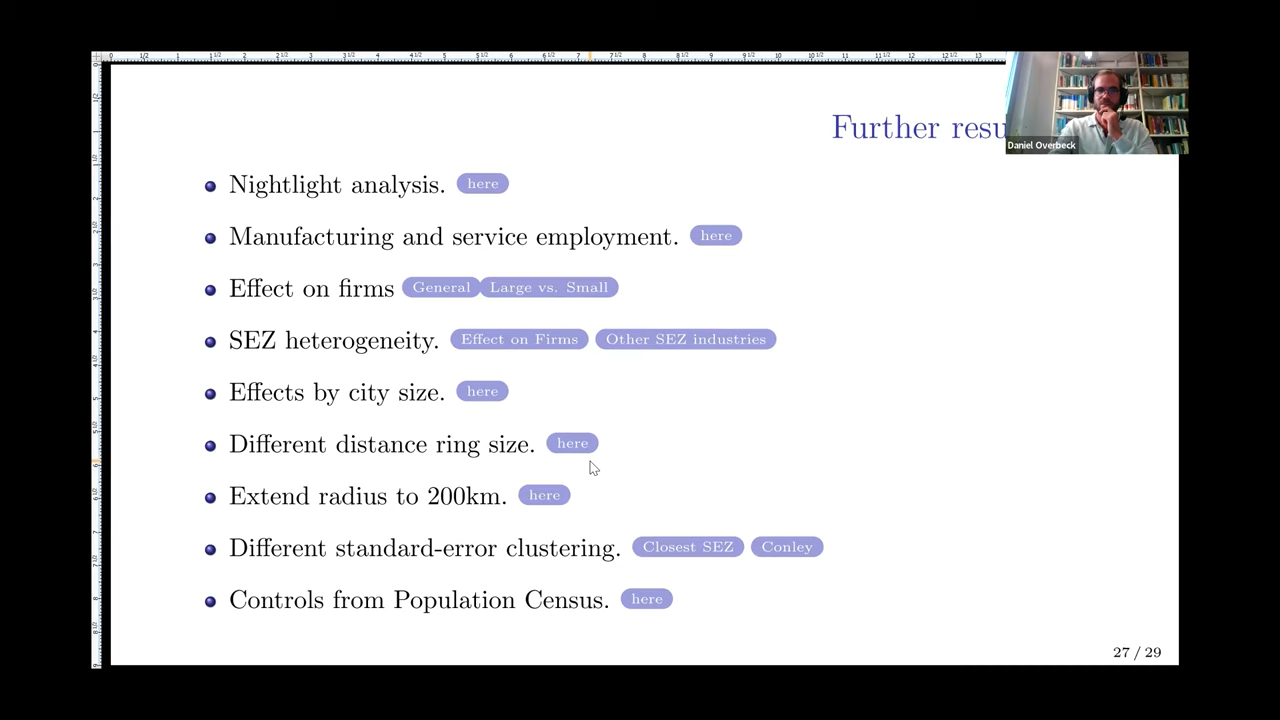 Further resu
Daniel Overbeck
Nightlight analysis. here
Manufacturing and service employment. here
Effect on firms General Large vs. Small
SEZ heterogeneity. Effect on Firms Other SEZ industries
Effects by city size. here
Different distance ring size. here
Extend radius to 200km. here
Different standard-error clustering. Closest SEZ Conley
Controls from Population Census. here
27 / 29